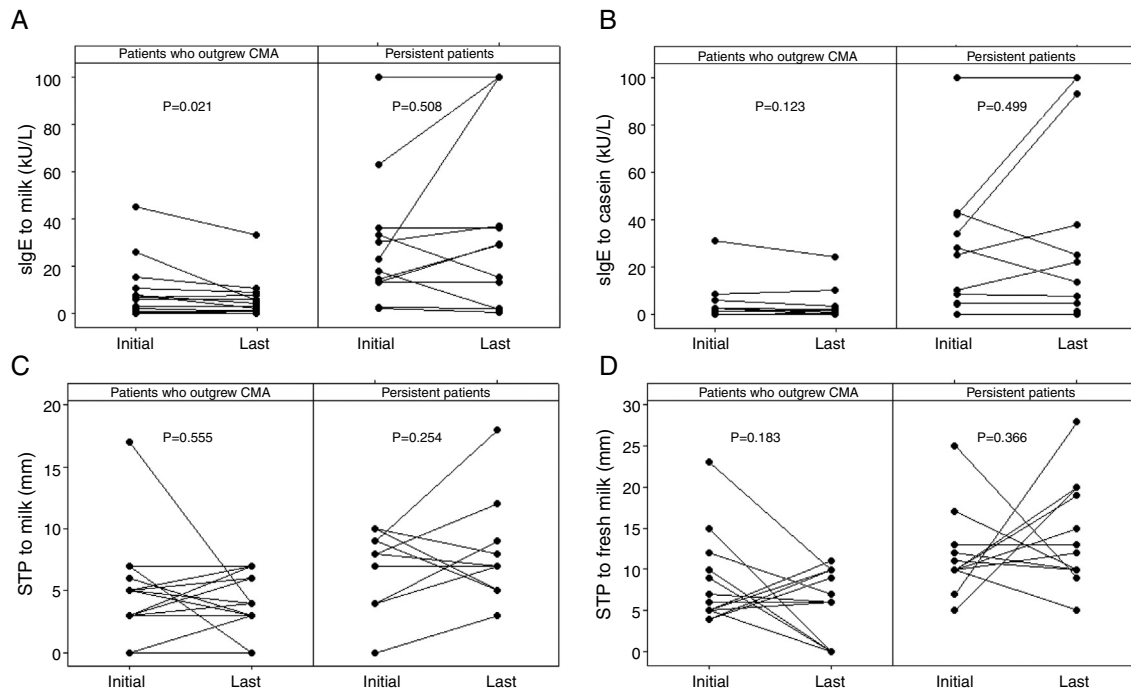 A
Patients who outgrew CMA Persistent patients
P=0.021 P=0.508
sIgE to milk (kU/L)
100
80
60
40
20
0
Initial Last Initial Last
B
Patients who outgrew CMA Persistent patients
P=0.123 P=0.499
sIgE to casein (kU/L)
100
80
60
40
20
0
Initial Last Initial Last
C
Patients who outgrew CMA Persistent patients
P=0.555 P=0.254
STP to milk (mm)
20
15
10
5
0
Initial Last Initial Last
D
Patients who outgrew CMA Persistent patients
P=0.183 P=0.366
STP to fresh milk (mm)
30
25
20
15
10
5
0
Initial Last Initial Last